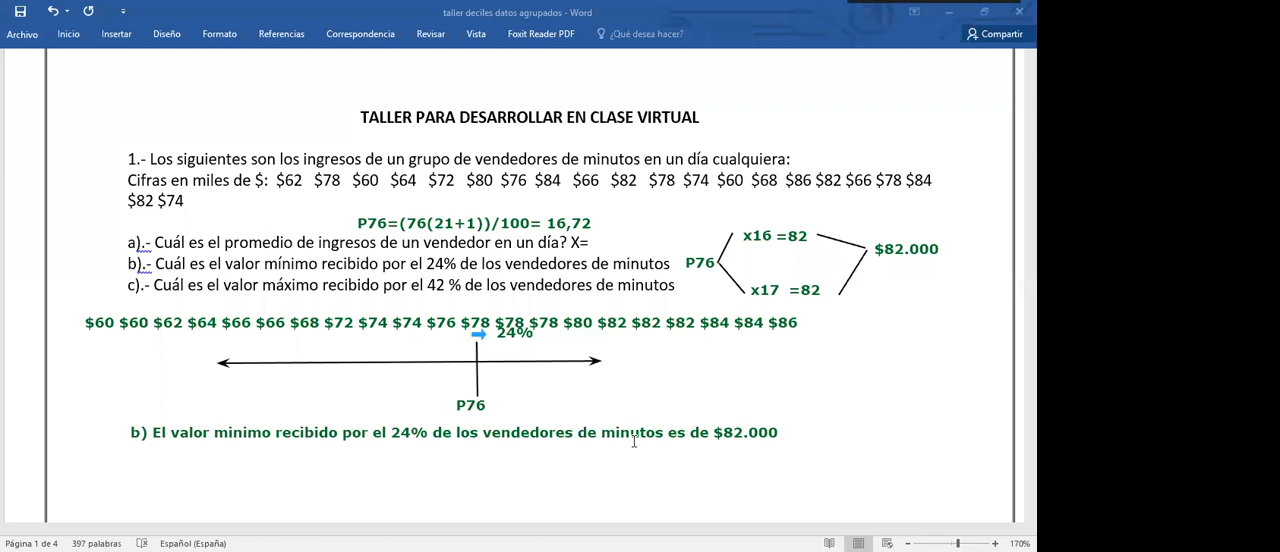 taller deciles datos agrupados - Word
Archivo Inicio Insertar Diseño Formato Referencias Correspondencia Revisar Vista Foxit Reader PDF ¿Qué desea hacer? Compartir
TALLER PARA DESARROLLAR EN CLASE VIRTUAL
1.- Los siguientes son los ingresos de un grupo de vendedores de minutos en un día cualquiera:
Cifras en miles de $: $62 $78 $60 $64 $72 $80 $76 $84 $66 $82 $78 $74 $60 $68 $86 $82 $66 $78 $84
$82 $74
P76=(76(21+1))/100= 16,72
a).- Cuál es el promedio de ingresos de un vendedor en un día? X=
b).- Cuál es el valor mínimo recibido por el 24% de los vendedores de minutos
c).- Cuál es el valor máximo recibido por el 42 % de los vendedores de minutos
x16 =82
$82.000
P76
x17 =82
$60 $60 $62 $64 $66 $66 $68 $72 $74 $74 $76 $78 $78 $78 $80 $82 $82 $82 $84 $84 $86
24%
P76
b) El valor minimo recibido por el 24% de los vendedores de minutos es de $82.000
Página 1 de 4 397 palabras Español (España) 170%